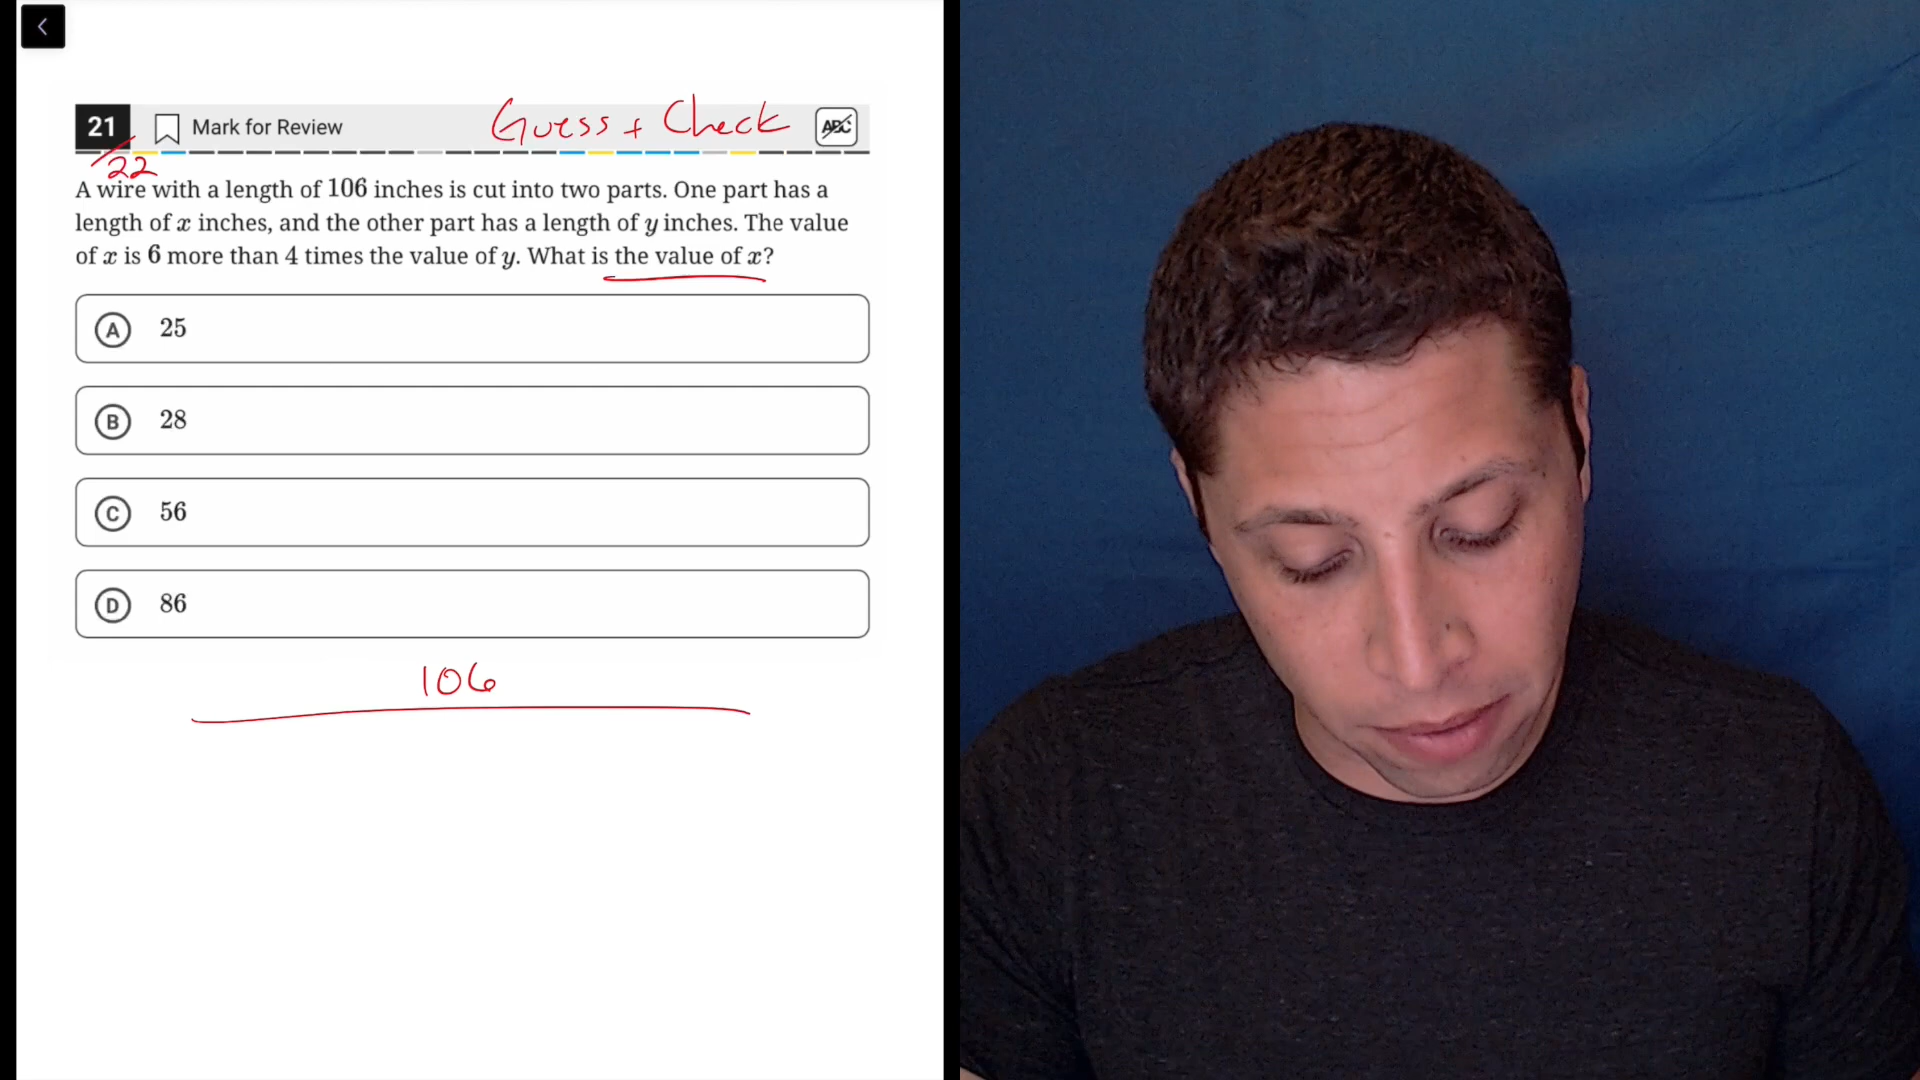 21 Mark for Review Guess + Check ABC
/22
A wire with a length of 106 inches is cut into two parts. One part has a
length of x inches, and the other part has a length of y inches. The value
of x is 6 more than 4 times the value of y. What is the value of x?
A 25
B 28
C 56
D 86
106